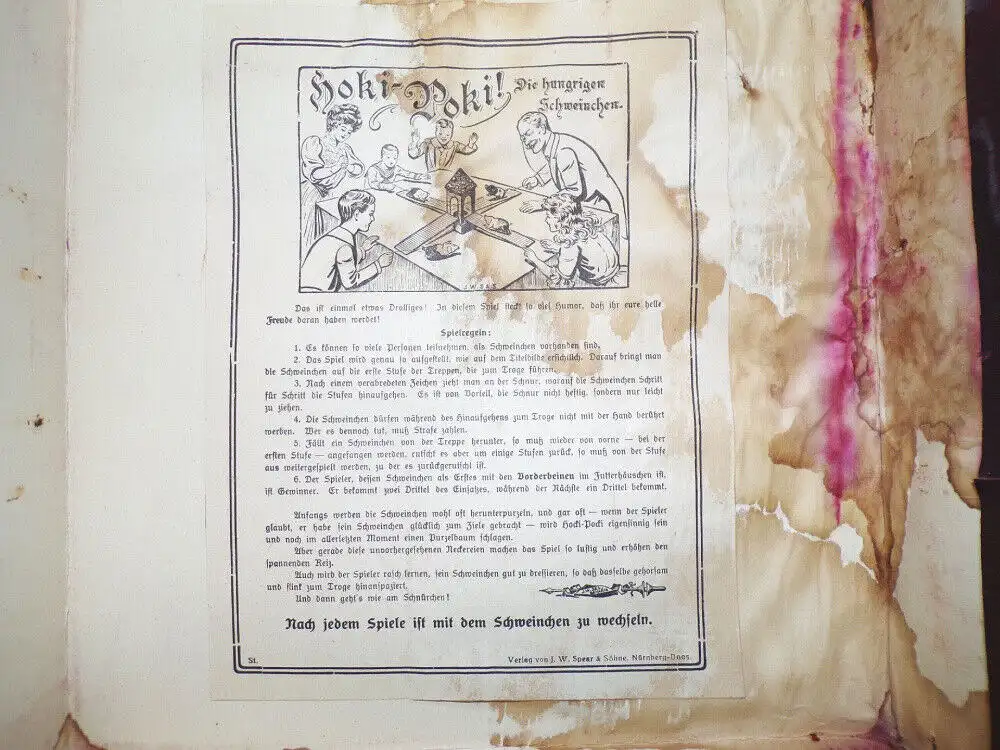 Hoki-Poki! Die hungrigen
Schweinchen.
J.W.S.&S.
Das ist einmal etwas Drolliges! In diesem Spiel steckt so viel Humor, daß ihr eure helle
Freude daran haben werdet!
Spielregeln:
1. Es können so viele Personen teilnehmen, als Schweinchen vorhanden sind.
2. Das Spiel wird genau so aufgestellt, wie auf dem Titelbilde ersichtlich. Darauf bringt man
die Schweinchen auf die erste Stufe der Treppen, die zum Troge führen.
3. Nach einem verabredeten Zeichen zieht man an der Schnur, worauf die Schweinchen Schritt
für Schritt die Stufen hinaufgehen. Es ist von Vorteil, die Schnur nicht heftig, sondern nur leicht
zu ziehen.
4. Die Schweinchen dürfen während des Hinaufgehens zum Troge nicht mit der Hand berührt
werden. Wer es dennoch tut, muß Strafe zahlen.
5. Fällt ein Schweinchen von der Treppe herunter, so muß wieder von vorne — bei der
ersten Stufe — angefangen werden, rutscht es aber um einige Stufen zurück, so muß von der Stufe
aus weitergespielt werden, zu der es zurückgerutscht ist.
6. Der Spieler, dessen Schweinchen als Erstes mit den Vorderbeinen im Futterhäuschen ist,
ist Gewinner. Er bekommt zwei Drittel des Einsatzes, während der Nächste ein Drittel bekommt.
Anfangs werden die Schweinchen wohl oft herunterpurzeln, und gar oft — wenn der Spieler
glaubt, er habe sein Schweinchen glücklich zum Ziele gebracht — wird Hocki-Pocki eigensinnig sein
und noch im allerletzten Moment einen Purzelbaum schlagen.
Aber gerade diese unvorhergesehenen Neckereien machen das Spiel so lustig und erhöhen den
spannenden Reiz.
Auch wird der Spieler rasch lernen, sein Schweinchen gut zu dressieren, so daß dasselbe gehorsam
und flink zum Troge hinanspaziert.
Und dann geht's wie am Schnürchen!
Nach jedem Spiele ist mit dem Schweinchen zu wechseln.
St. Verlag von J. W. Spear & Söhne, Nürnberg-Doos.